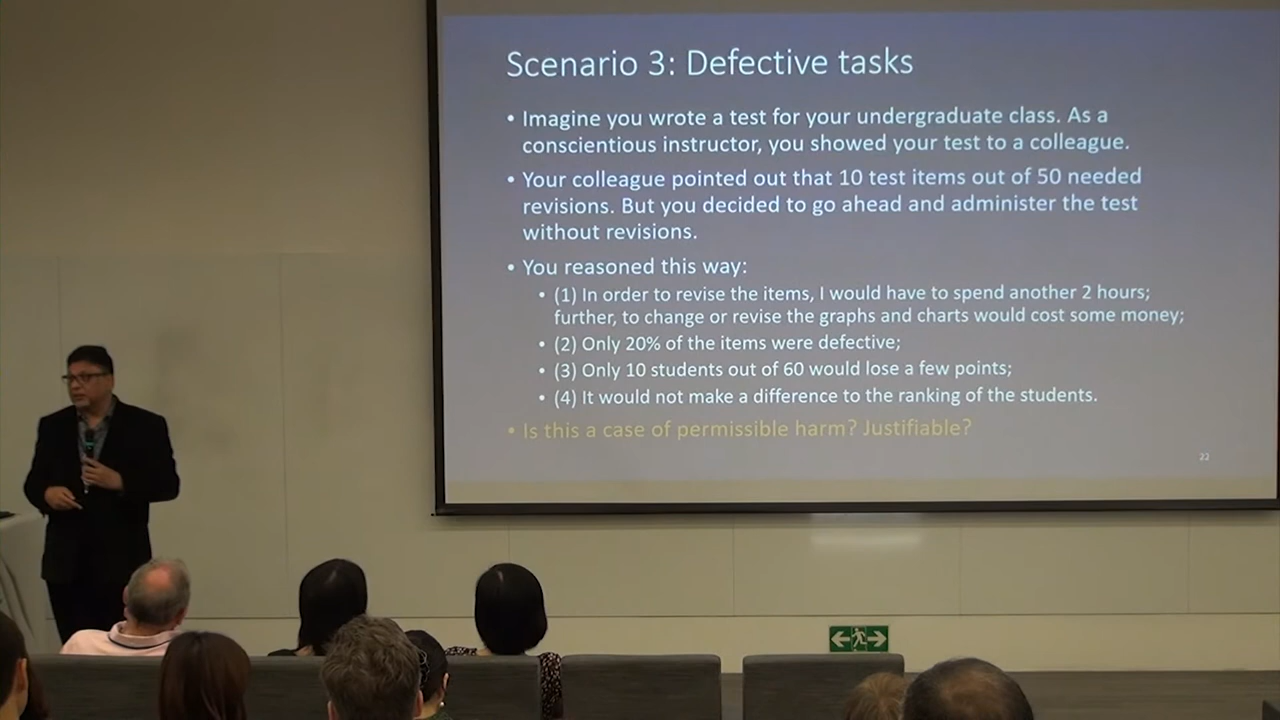 Scenario 3: Defective tasks
• Imagine you wrote a test for your undergraduate class. As a
conscientious instructor, you showed your test to a colleague.
• Your colleague pointed out that 10 test items out of 50 needed
revisions. But you decided to go ahead and administer the test
without revisions.
• You reasoned this way:
• (1) In order to revise the items, I would have to spend another 2 hours;
further, to change or revise the graphs and charts would cost some money;
• (2) Only 20% of the items were defective;
• (3) Only 10 students out of 60 would lose a few points;
• (4) It would not make a difference to the ranking of the students.
• Is this a case of permissible harm? Justifiable?
22